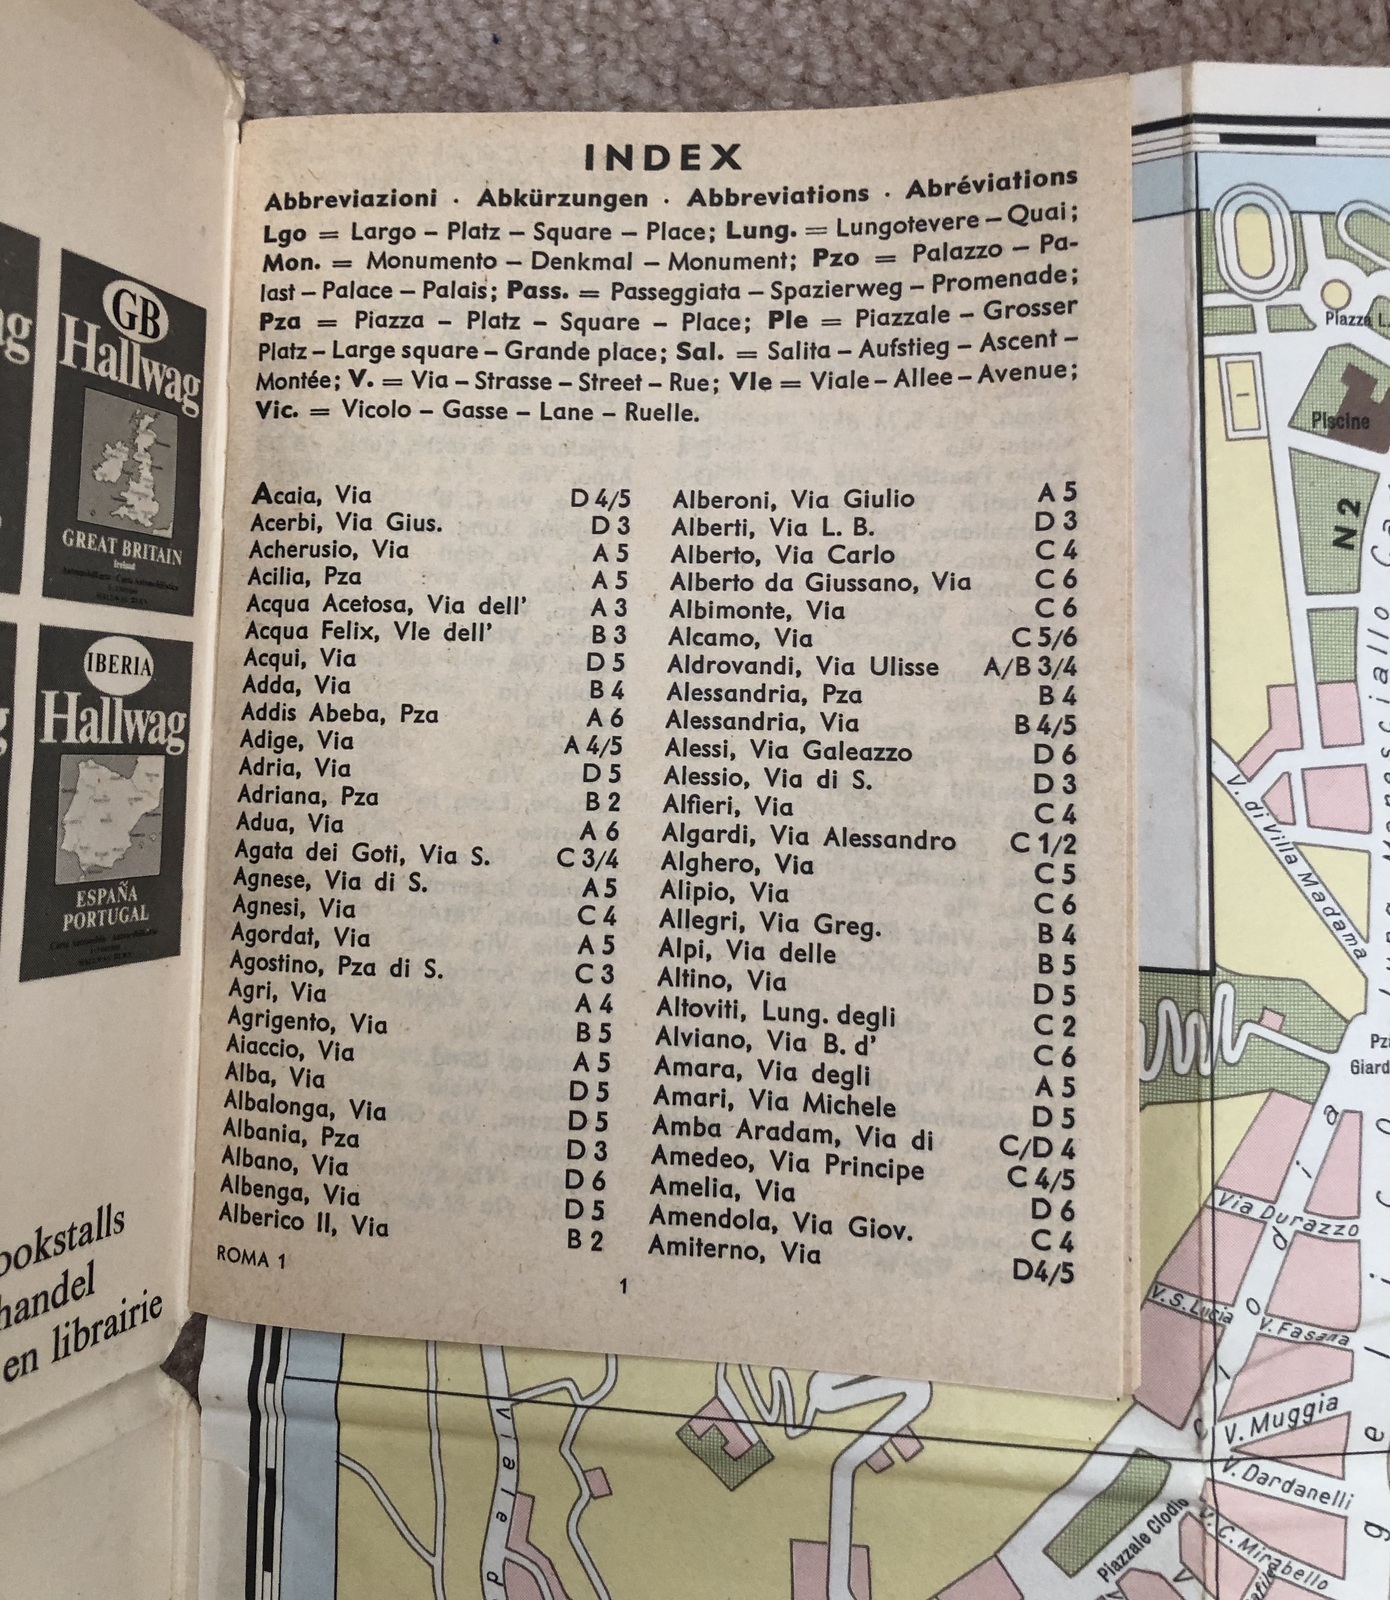 GB
Hallwag
GREAT BRITAIN
Ireland
IBERIA
Hallwag
ESPAÑA
PORTUGAL
ookstalls
handel
en librairie
INDEX
Abbreviazioni · Abkürzungen · Abbreviations · Abréviations
Lgo = Largo – Platz – Square – Place; Lung. = Lungotevere – Quai;
Mon. = Monumento – Denkmal – Monument; Pzo = Palazzo – Pa-
last – Palace – Palais; Pass. = Passeggiata – Spazierweg – Promenade;
Pza = Piazza – Platz – Square – Place; Ple = Piazzale – Grosser
Platz – Large square – Grande place; Sal. = Salita – Aufstieg – Ascent –
Montée; V. = Via – Strasse – Street – Rue; Vle = Viale – Allee – Avenue;
Vic. = Vicolo – Gasse – Lane – Ruelle.
Acaia, Via D 4/5
Acerbi, Via Gius. D 3
Acherusio, Via A 5
Acilia, Pza A 5
Acqua Acetosa, Via dell' A 3
Acqua Felix, Vle dell' B 3
Acqui, Via D 5
Adda, Via B 4
Addis Abeba, Pza A 6
Adige, Via A 4/5
Adria, Via D 5
Adriana, Pza B 2
Adua, Via A 6
Agata dei Goti, Via S. C 3/4
Agnese, Via di S. A 5
Agnesi, Via C 4
Agordat, Via A 5
Agostino, Pza di S. C 3
Agri, Via A 4
Agrigento, Via B 5
Aiaccio, Via A 5
Alba, Via D 5
Albalonga, Via D 5
Albania, Pza D 3
Albano, Via D 6
Albenga, Via D 5
Alberico II, Via B 2
Alberoni, Via Giulio A 5
Alberti, Via L. B. D 3
Alberto, Via Carlo C 4
Alberto da Giussano, Via C 6
Albimonte, Via C 6
Alcamo, Via C 5/6
Aldrovandi, Via Ulisse A/B 3/4
Alessandria, Pza B 4
Alessandria, Via B 4/5
Alessi, Via Galeazzo D 6
Alessio, Via di S. D 3
Alfieri, Via C 4
Algardi, Via Alessandro C 1/2
Alghero, Via C 5
Alipio, Via C 6
Allegri, Via Greg. B 4
Alpi, Via delle B 5
Altino, Via D 5
Altoviti, Lung. degli C 2
Alviano, Via B. d' C 6
Amara, Via degli A 5
Amari, Via Michele D 5
Amba Aradam, Via di C/D 4
Amedeo, Via Principe C 4/5
Amelia, Via D 6
Amendola, Via Giov. C 4
Amiterno, Via D4/5
ROMA 1
1
Piazza L.
Piscine
N 2
V. di Villa Madama
Pza
Giard
Via Durazzo
V. S. Lucia
V. Fasana
V. Muggia
V. Dardanelli
Piazzale Clodio
V. C. Mirabello
Viale